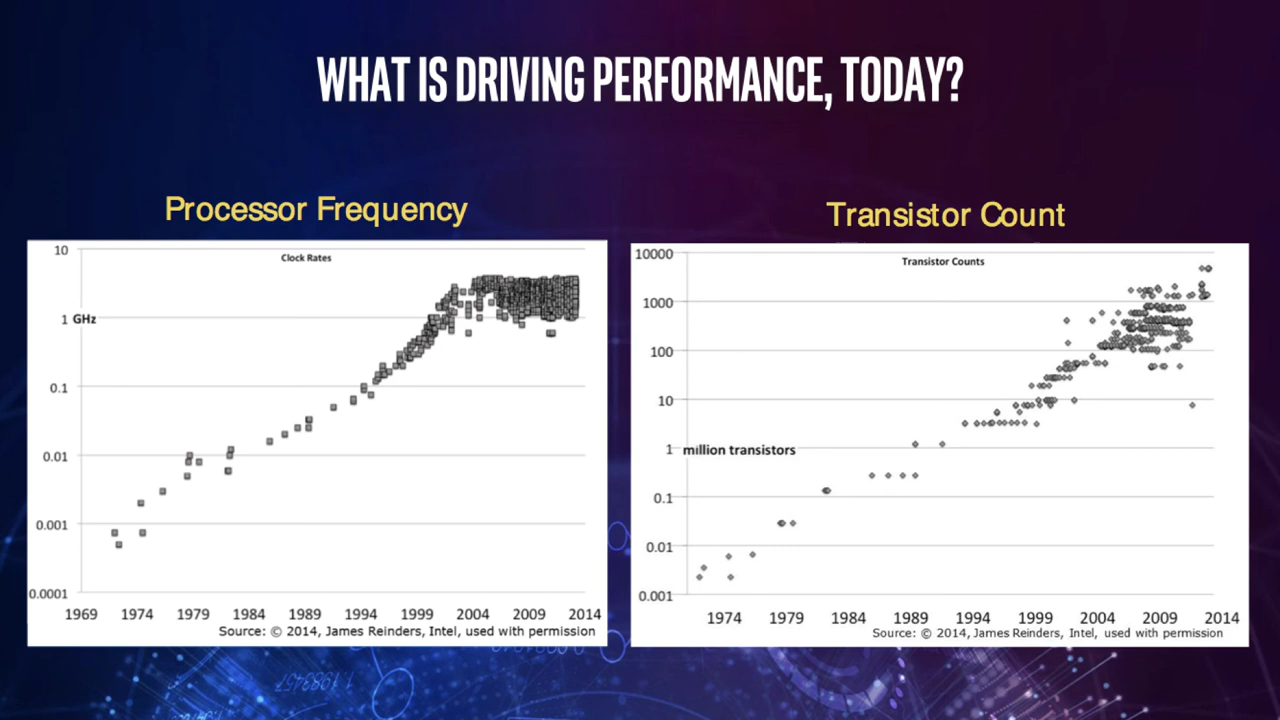 WHAT IS DRIVING PERFORMANCE, TODAY?
Processor Frequency
Clock Rates
10
1 GHz
0.1
0.01
0.001
0.0001
1969 1974 1979 1984 1989 1994 1999 2004 2009 2014
Source: © 2014, James Reinders, Intel, used with permission
Transistor Count
Transistor Counts
10000
1000
100
10
1 million transistors
0.1
0.01
0.001
1974 1979 1984 1989 1994 1999 2004 2009 2014
Source: © 2014, James Reinders, Intel, used with permission